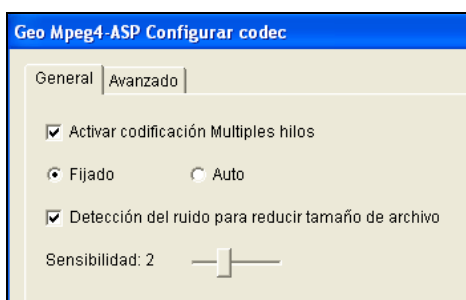 Geo Mpeg4-ASP Configurar codec
General Avanzado
Activar codificación Multiples hilos
Fijado Auto
Detección del ruido para reducir tamaño de archivo
Sensibilidad: 2